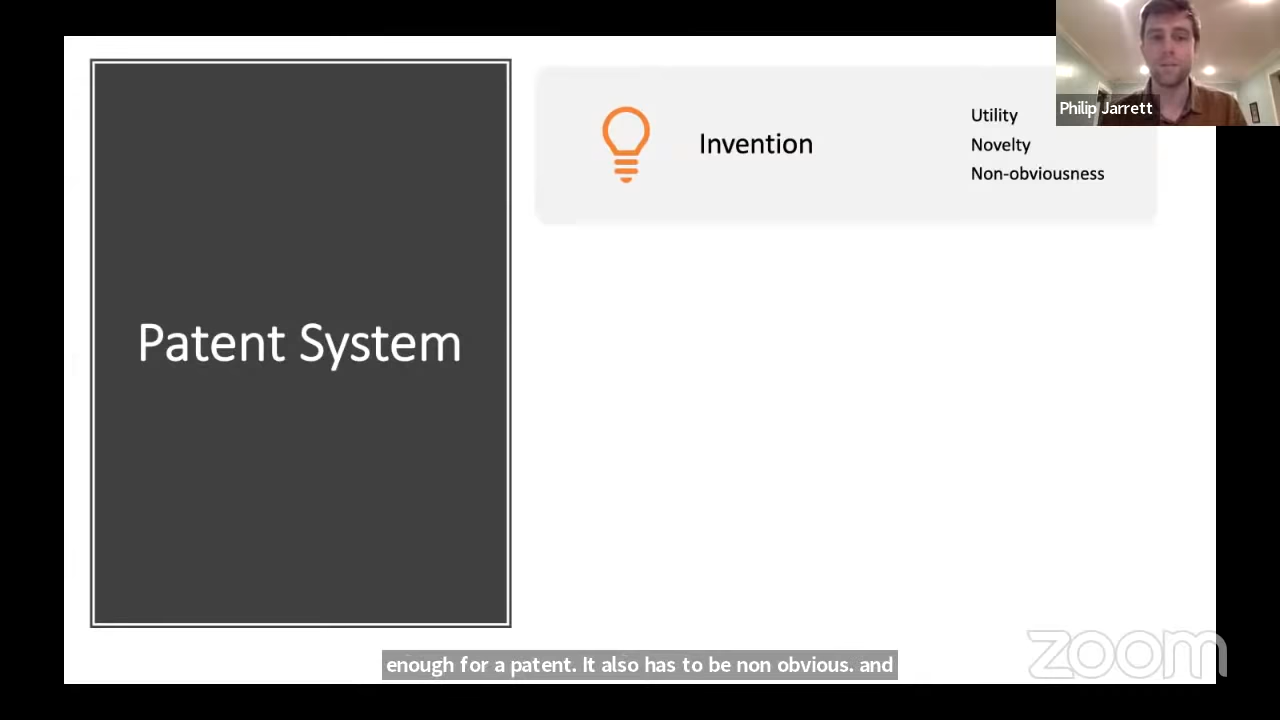 Patent System
Invention
Utility
Novelty
Non-obviousness
Philip Jarrett
enough for a patent. It also has to be non obvious. and
zoom